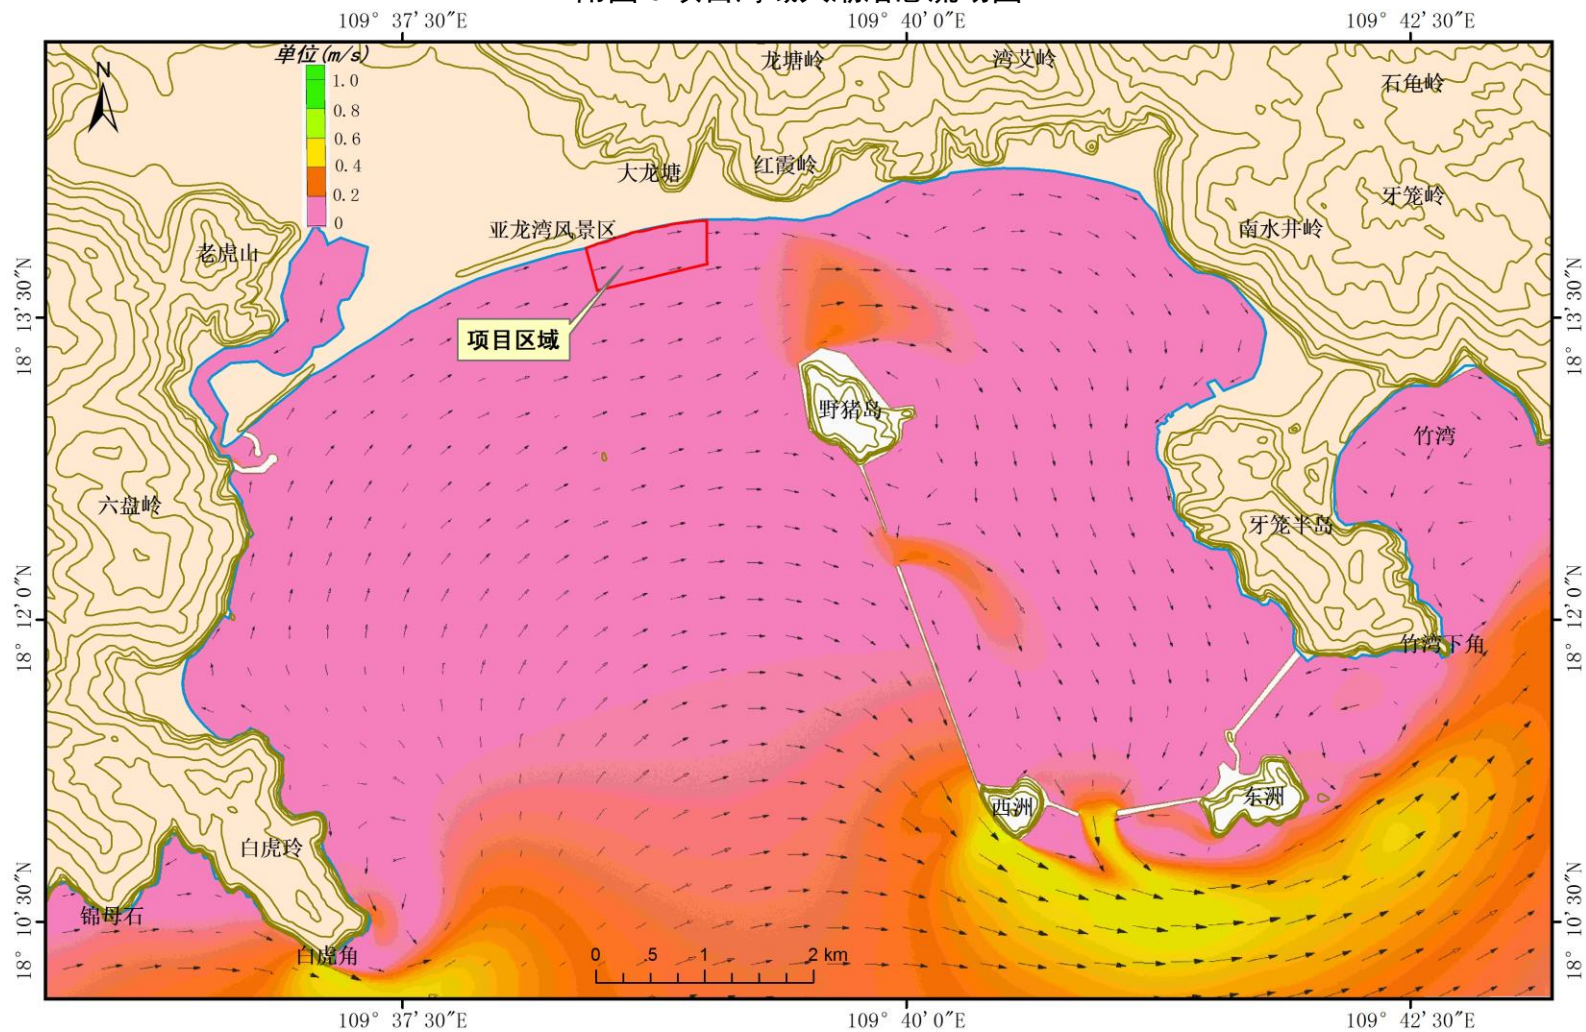 109° 37′30″E
109° 40′0″E
109° 42′30″E
单位(m/s)
N
1.0
0.8
0.6
0.4
0.2
0
龙塘岭
湾艾岭
石龟岭
大龙塘
红霞岭
牙笼岭
亚龙湾风景区
南水井岭
老虎山
18° 13′30″N
18° 13′30″N
项目区域
野猪岛
竹湾
六盘岭
牙笼半岛
18° 12′0″N
18° 12′0″N
竹湾下角
西洲
东洲
白虎玲
锦母石
白虎角
18° 10′30″N
18° 10′30″N
0 .5 1 2 km
109° 37′30″E
109° 40′0″E
109° 42′30″E